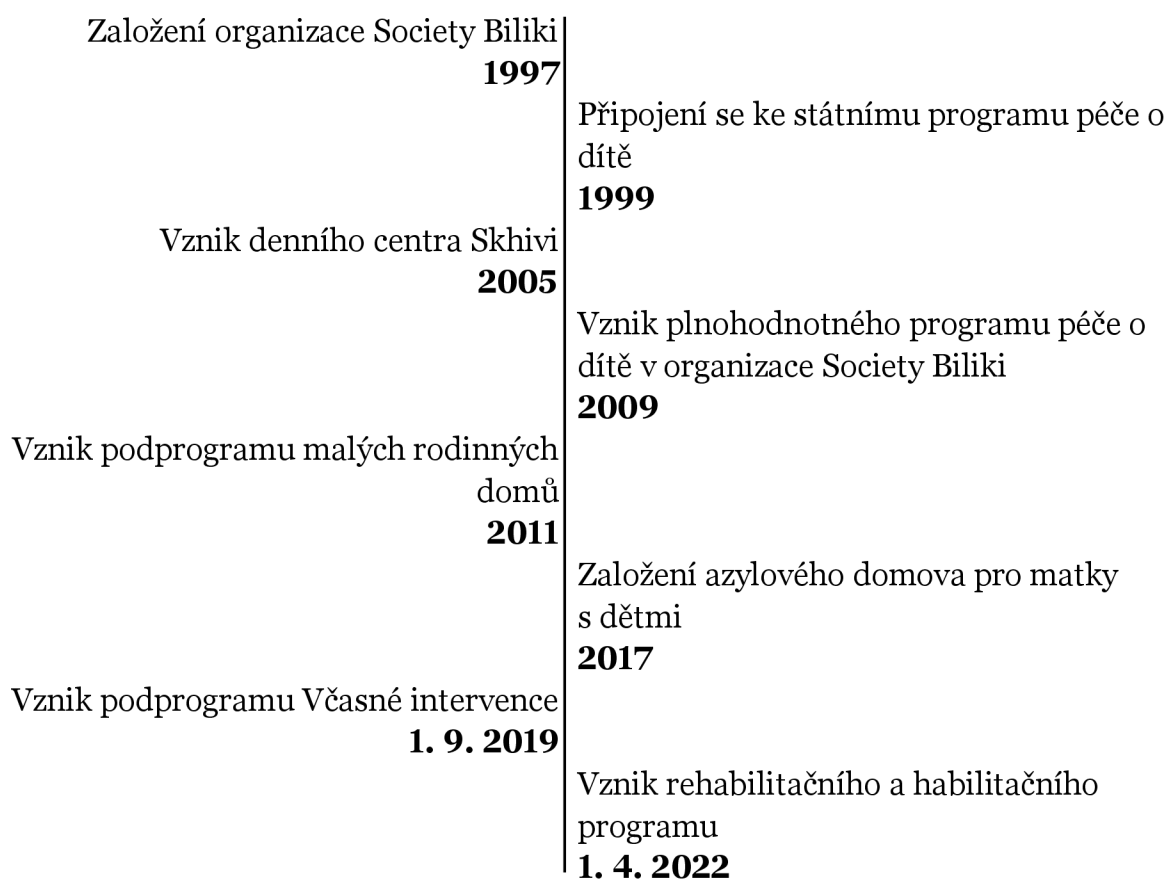 Založení organizace Society Biliki
1997
Připojení se ke státnímu programu péče o
dítě
1999
Vznik denního centra Skhivi
2005
Vznik plnohodnotného programu péče o
dítě v organizace Society Biliki
2009
Vznik podprogramu malých rodinných
domů
2011
Založení azylového domova pro matky
s dětmi
2017
Vznik podprogramu Včasné intervence
1. 9. 2019
Vznik rehabilitačního a habilitačního
programu
1. 4. 2022